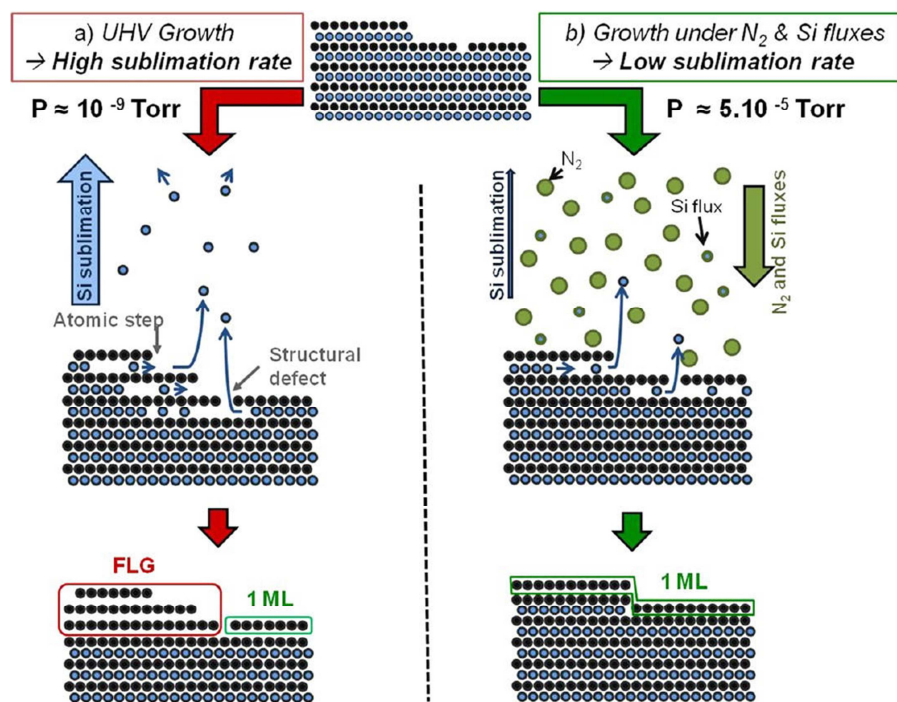 a) UHV Growth
→ High sublimation rate
b) Growth under N₂ & Si fluxes
→ Low sublimation rate
P ≈ 10 ⁻⁹ Torr
P ≈ 5.10 ⁻⁵ Torr
Si sublimation
Atomic step
Structural
defect
N₂
Si flux
Si sublimation
N₂ and Si fluxes
FLG
1 ML
1 ML